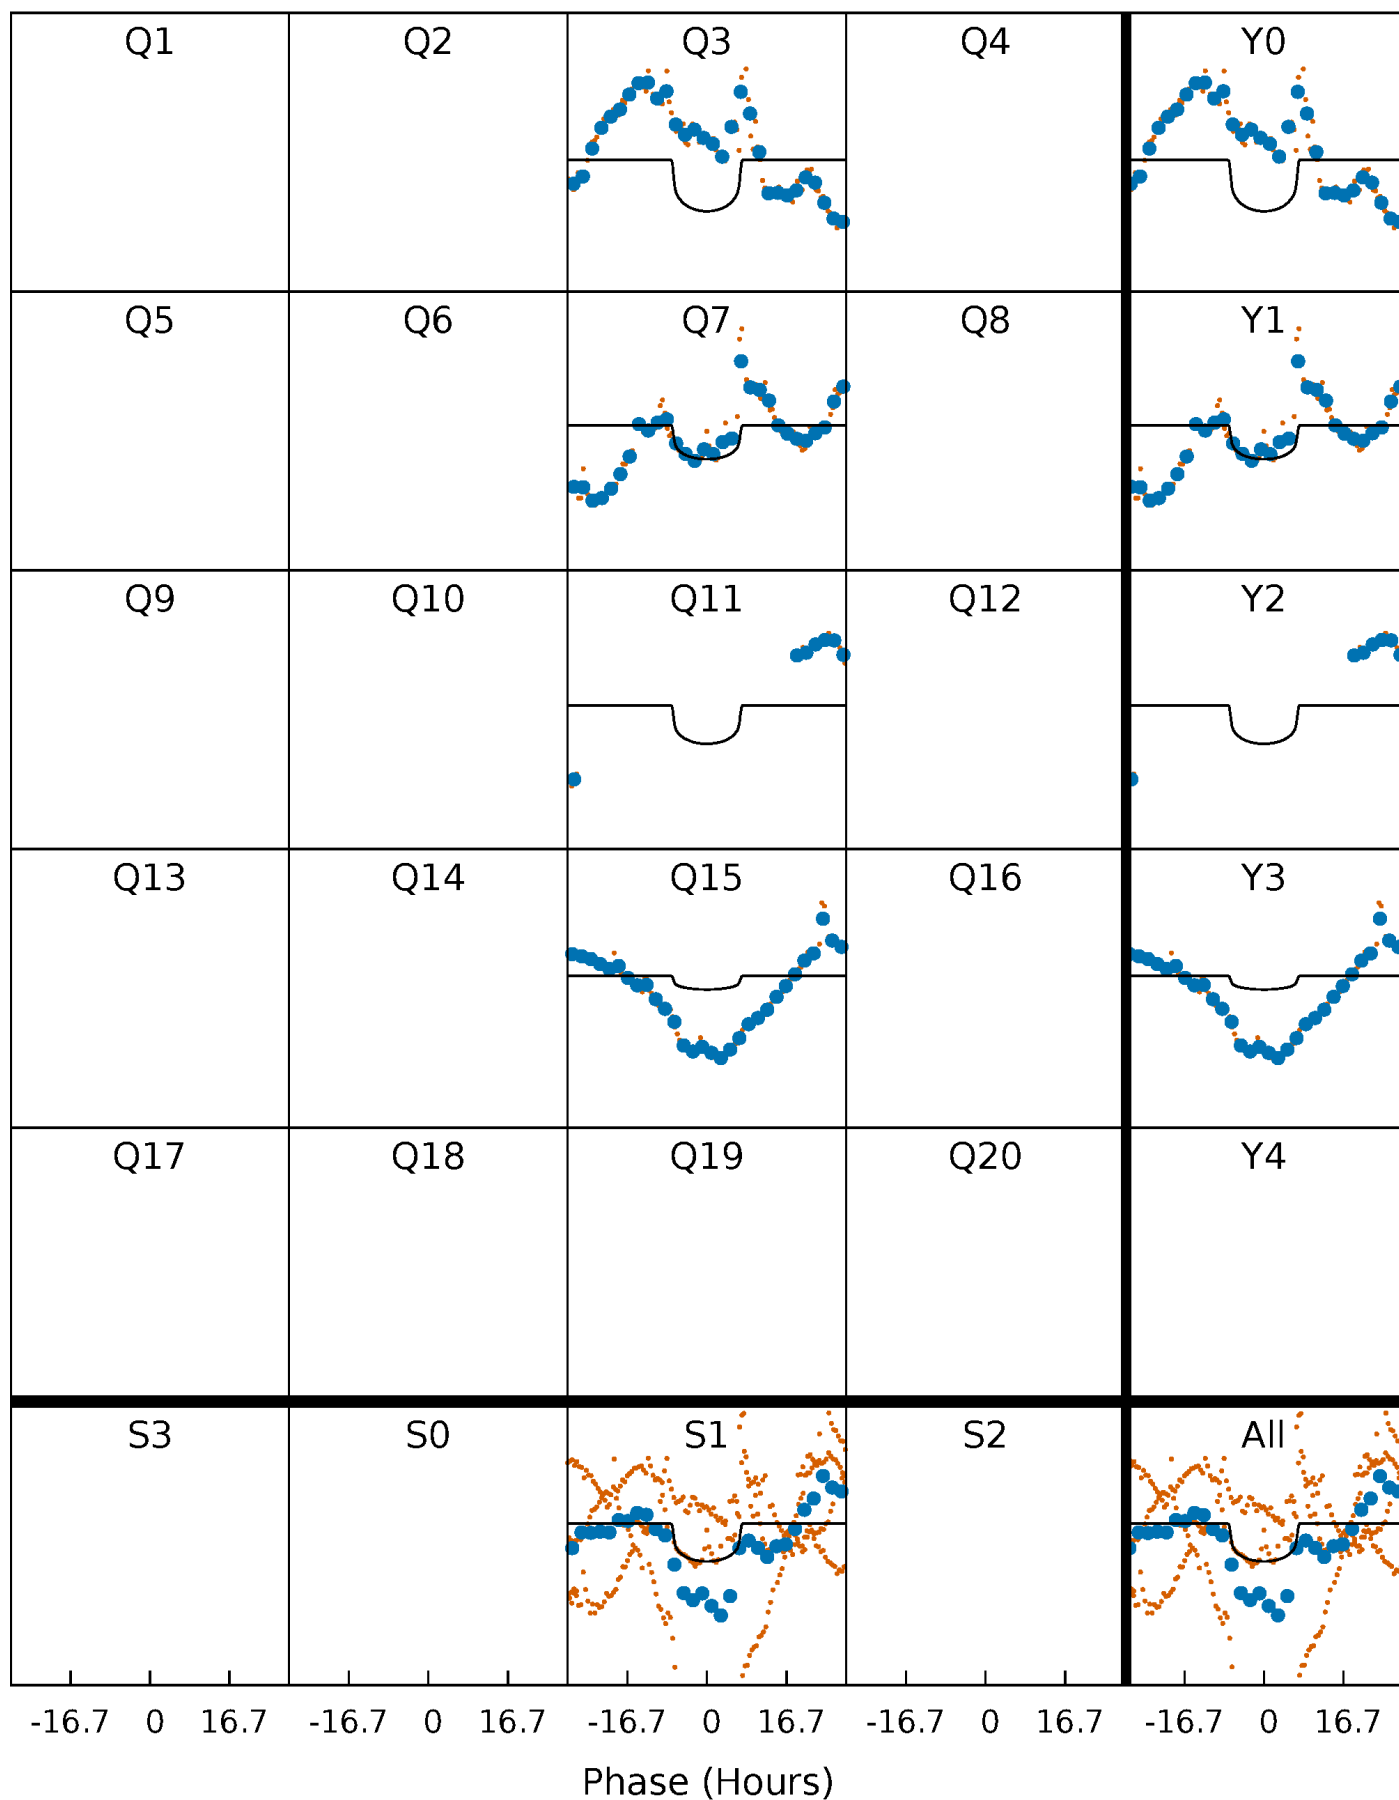 Q1 Q2 Q3 Q4 Y0
Q5 Q6 Q7 Q8 Y1
Q9 Q10 Q11 Q12 Y2
Q13 Q14 Q15 Q16 Y3
Q17 Q18 Q19 Q20 Y4
S3 S0 S1 S2 All
-16.7 0 16.7 -16.7 0 16.7 -16.7 0 16.7 -16.7 0 16.7 -16.7 0 16.7
Phase (Hours)